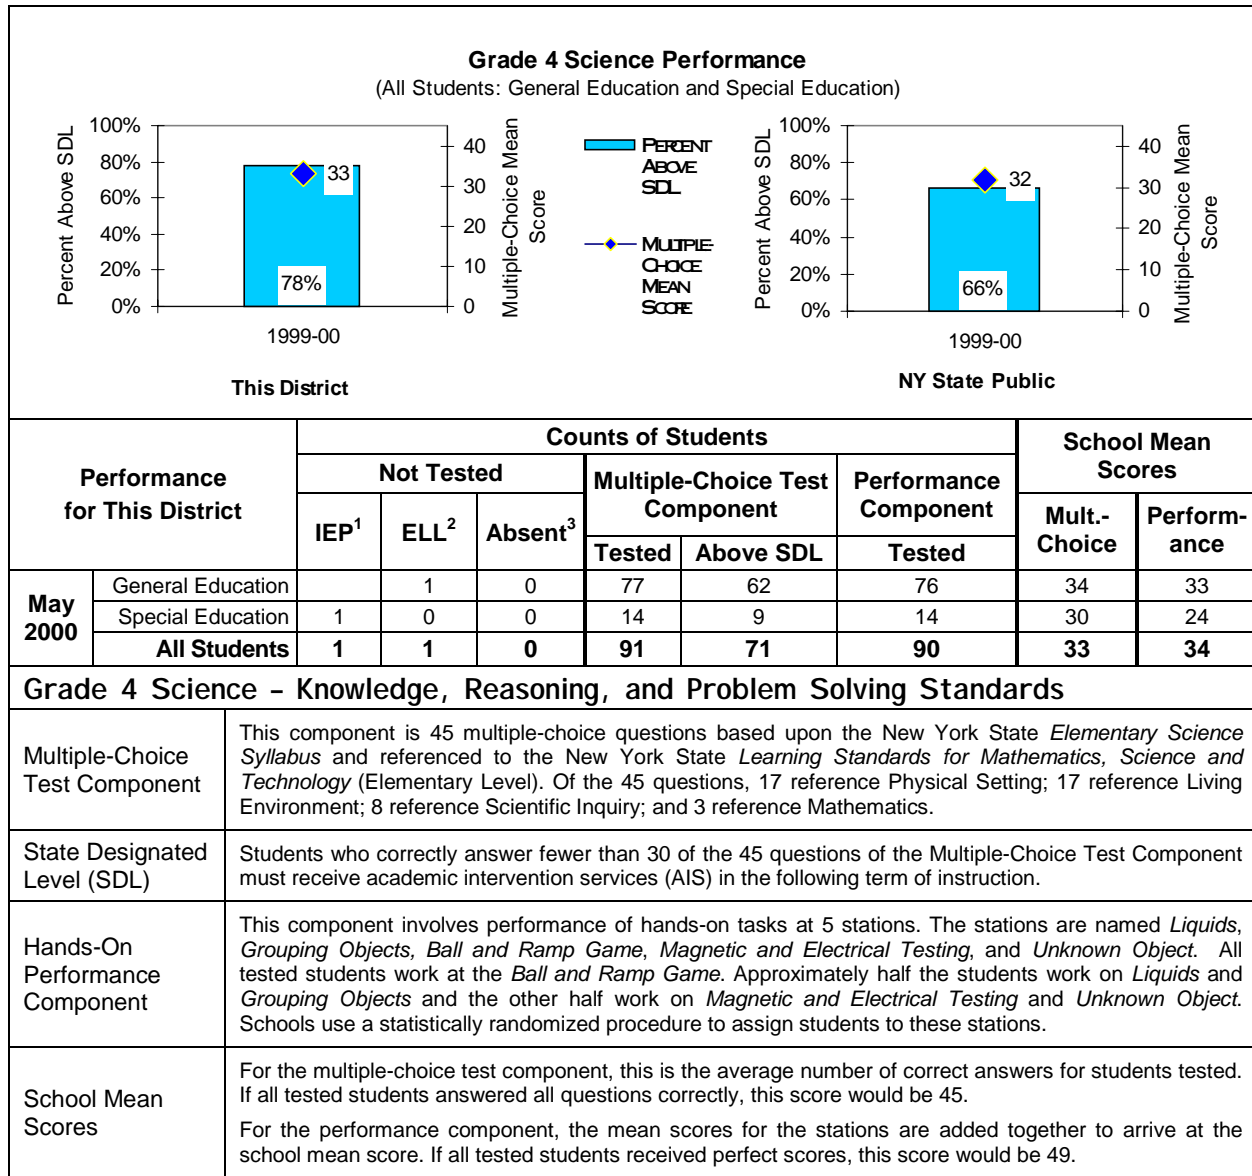 Grade 4 Science Performance
(All Students: General Education and Special Education)
100%
80%
60%
40%
20%
0%
Percent Above SDL
33
78%
40
30
20
10
0
Multiple-Choice Mean
Score
1999-00
This District
PERCENT
ABOVE
SDL
MULTIPLE-
CHOICE
MEAN
SCORE
100%
80%
60%
40%
20%
0%
Percent Above SDL
32
66%
40
30
20
10
0
Multiple-Choice Mean
Score
1999-00
NY State Public
Performance
for This District
Counts of Students
School Mean
Scores
Not Tested
Multiple-Choice Test
Component
Performance
Component
IEP1 ELL2 Absent3
Tested Above SDL Tested
Mult.-
Choice
Perform-
ance
May
2000
General Education 1 0 77 62 76 34 33
Special Education 1 0 0 14 9 14 30 24
All Students 1 1 0 91 71 90 33 34
Grade 4 Science – Knowledge, Reasoning, and Problem Solving Standards
Multiple-Choice
Test Component
This component is 45 multiple-choice questions based upon the New York State Elementary Science
Syllabus and referenced to the New York State Learning Standards for Mathematics, Science and
Technology (Elementary Level). Of the 45 questions, 17 reference Physical Setting; 17 reference Living
Environment; 8 reference Scientific Inquiry; and 3 reference Mathematics.
State Designated
Level (SDL)
Students who correctly answer fewer than 30 of the 45 questions of the Multiple-Choice Test Component
must receive academic intervention services (AIS) in the following term of instruction.
Hands-On
Performance
Component
This component involves performance of hands-on tasks at 5 stations. The stations are named Liquids,
Grouping Objects, Ball and Ramp Game, Magnetic and Electrical Testing, and Unknown Object. All
tested students work at the Ball and Ramp Game. Approximately half the students work on Liquids and
Grouping Objects and the other half work on Magnetic and Electrical Testing and Unknown Object.
Schools use a statistically randomized procedure to assign students to these stations.
School Mean
Scores
For the multiple-choice test component, this is the average number of correct answers for students tested.
If all tested students answered all questions correctly, this score would be 45.
For the performance component, the mean scores for the stations are added together to arrive at the
school mean score. If all tested students received perfect scores, this score would be 49.